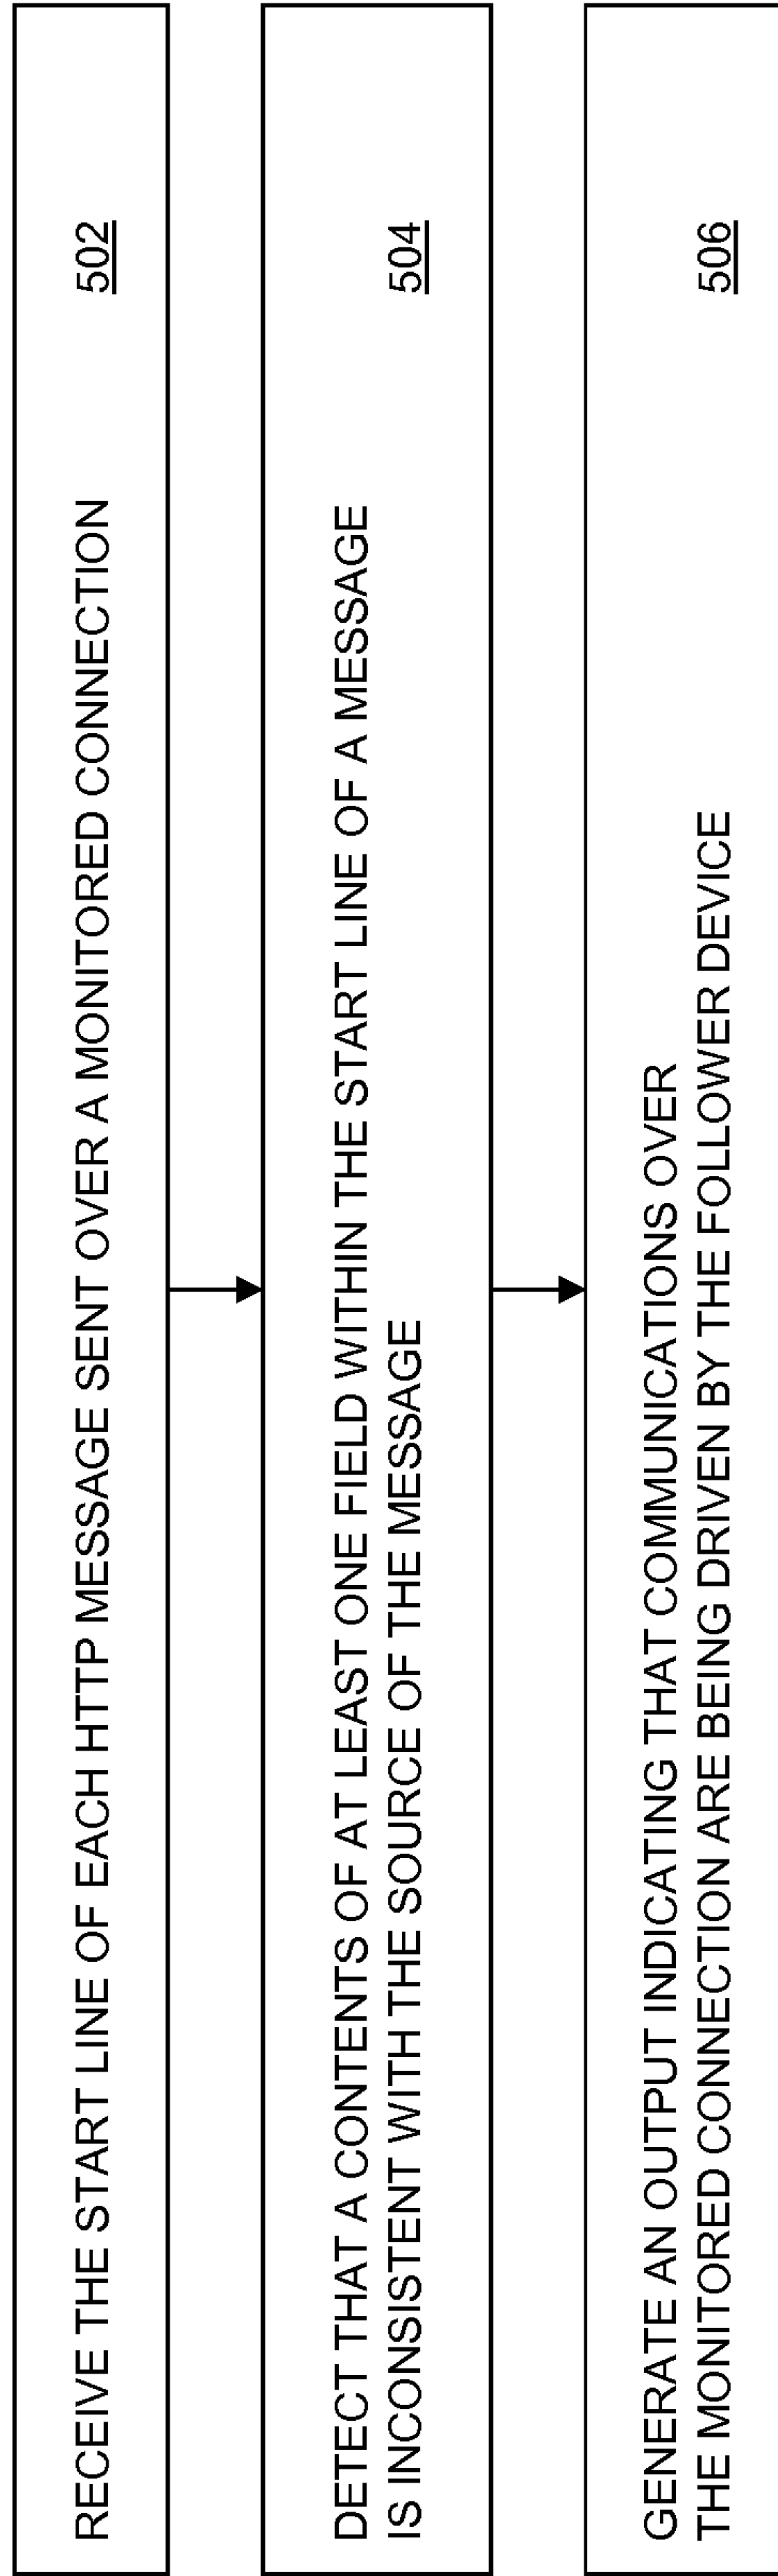 RECEIVE THE START LINE OF EACH HTTP MESSAGE SENT OVER A MONITORED CONNECTION
502
DETECT THAT A CONTENTS OF AT LEAST ONE FIELD WITHIN THE START LINE OF A MESSAGE
IS INCONSISTENT WITH THE SOURCE OF THE MESSAGE
504
GENERATE AN OUTPUT INDICATING THAT COMMUNICATIONS OVER
THE MONITORED CONNECTION ARE BEING DRIVEN BY THE FOLLOWER DEVICE
506